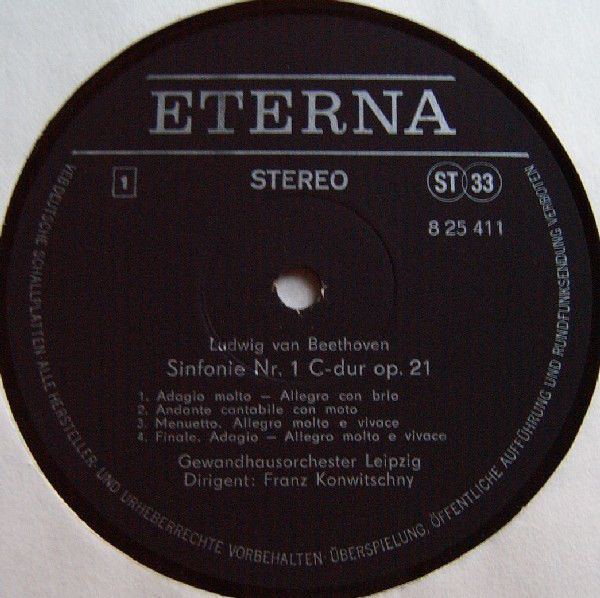 ETERNA
1
STEREO
ST 33
8 25 411
Ludwig van Beethoven
Sinfonie Nr. 1 C-dur op. 21
1. Adagio molto – Allegro con brio
2. Andante cantabile con moto
3. Menuetto. Allegro molto e vivace
4. Finale. Adagio – Allegro molto e vivace
Gewandhausorchester Leipzig
Dirigent: Franz Konwitschny
VEB DEUTSCHE SCHALLPLATTEN ALLE HERSTELLER- UND URHEBERRECHTE VORBEHALTEN · ÜBERSPIELUNG, ÖFFENTLICHE AUFFÜHRUNG UND RUNDFUNKSENDUNG VERBOTEN